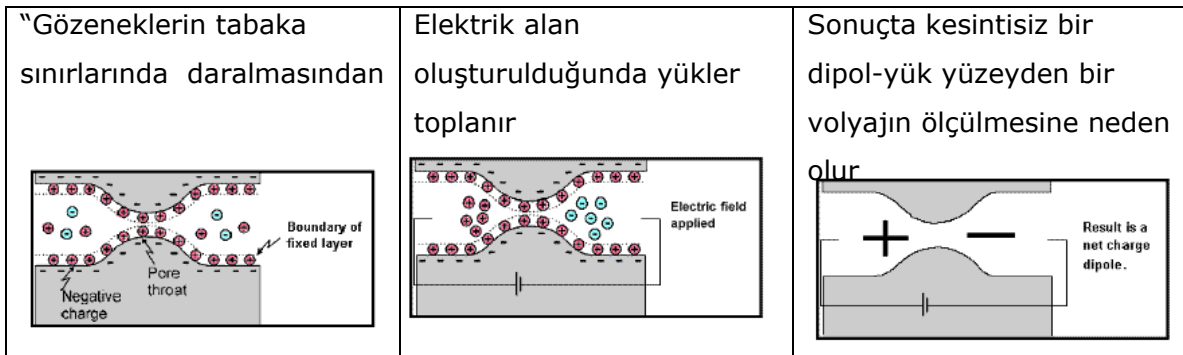 “Gözeneklerin tabaka
sınırlarında daralmasından
Boundary of
fixed layer
Pore
throat
Negative
charge
Elektrik alan
oluşturulduğunda yükler
toplanır
Electric field
applied
Sonuçta kesintisiz bir
dipol-yük yüzeyden bir
volyajın ölçülmesine neden
olur
Result is a
net charge
dipole.